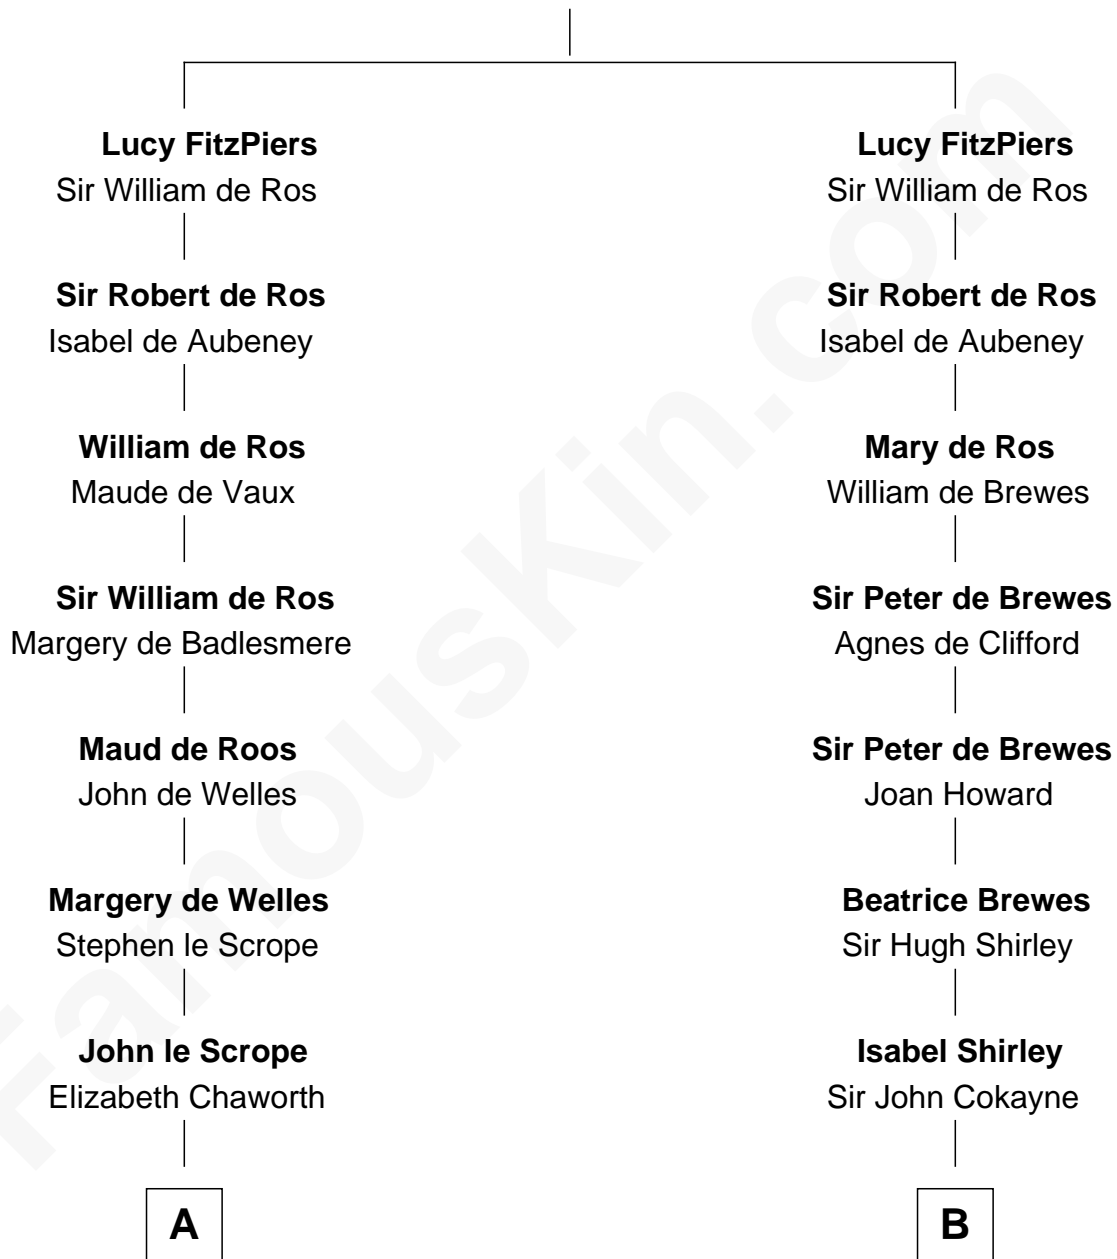 Lucy FitzPiers
Sir William de Ros
Sir Robert de Ros
Isabel de Aubeney
William de Ros
Maude de Vaux
Sir William de Ros
Margery de Badlesmere
Maud de Roos
John de Welles
Margery de Welles
Stephen le Scrope
John le Scrope
Elizabeth Chaworth
A
Lucy FitzPiers
Sir William de Ros
Sir Robert de Ros
Isabel de Aubeney
Mary de Ros
William de Brewes
Sir Peter de Brewes
Agnes de Clifford
Sir Peter de Brewes
Joan Howard
Beatrice Brewes
Sir Hugh Shirley
Isabel Shirley
Sir John Cokayne
B
FamousKin.com